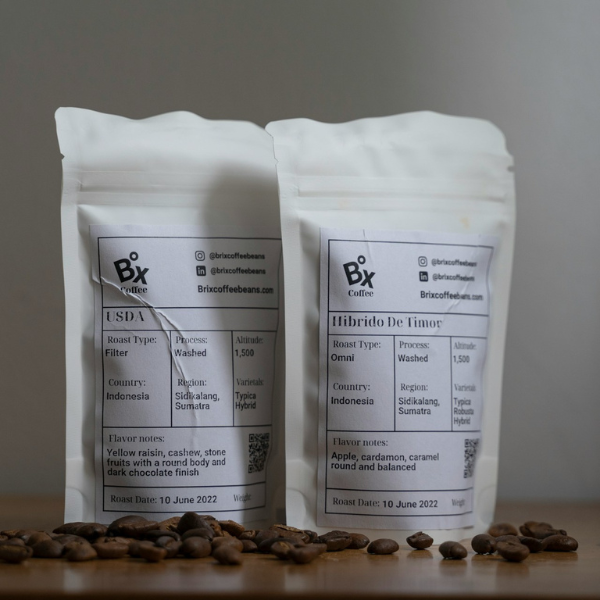 B°x
Coffee
@brixcoffeebeans
@brixcoffeebeans
Brixcoffeebeans.com
USDA
Roast Type:
Filter
Process:
Washed
Altitude:
1,500
Country:
Indonesia
Region:
Sidikalang,
Sumatra
Varietals:
Typica
Hybrid
Flavor notes:
Yellow raisin, cashew, stone
fruits with a round body and
dark chocolate finish
Roast Date: 10 June 2022
Weight:
B°x
Coffee
@brixcoffeebeans
@brixcoffeebeans
Brixcoffeebeans.com
Hibrido De Timor
Roast Type:
Omni
Process:
Washed
Altitude:
1,500
Country:
Indonesia
Region:
Sidikalang,
Sumatra
Varietals:
Typica
Robusta
Hybrid
Flavor notes:
Apple, cardamon, caramel
round and balanced
Roast Date: 10 June 2022
Weight: